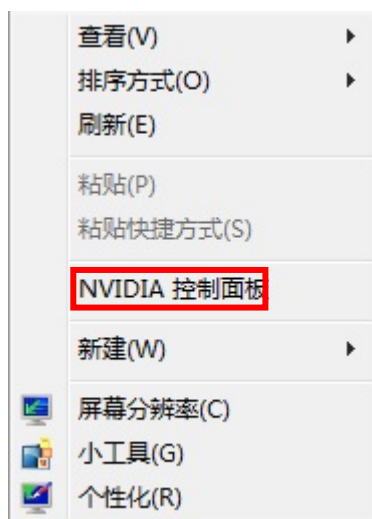 查看(V)
排序方式(O)
刷新(E)
粘贴(P)
粘贴快捷方式(S)
NVIDIA 控制面板
新建(W)
屏幕分辨率(C)
小工具(G)
个性化(R)